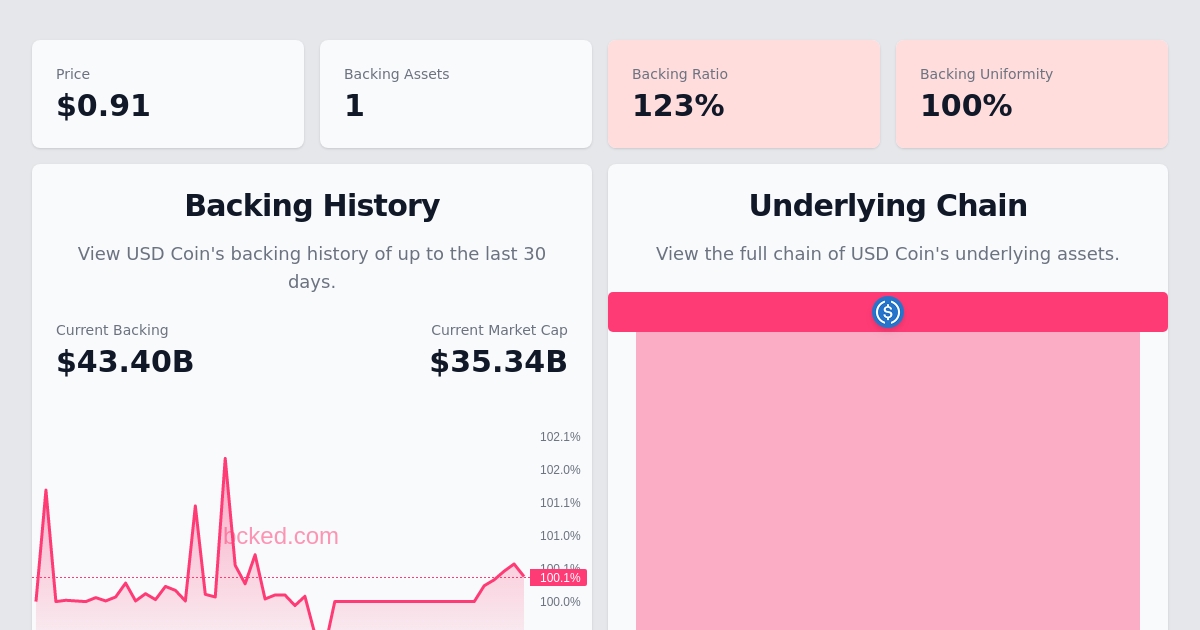 Price
$0.91
Backing Assets
1
Backing Ratio
123%
Backing Uniformity
100%
Backing History
View USD Coin's backing history of up to the last 30
days.
Current Backing
$43.40B
Current Market Cap
$35.34B
102.1%
102.0%
101.1%
101.0%
100.1%
100.1%
100.0%
bcked.com
Underlying Chain
View the full chain of USD Coin's underlying assets.
$